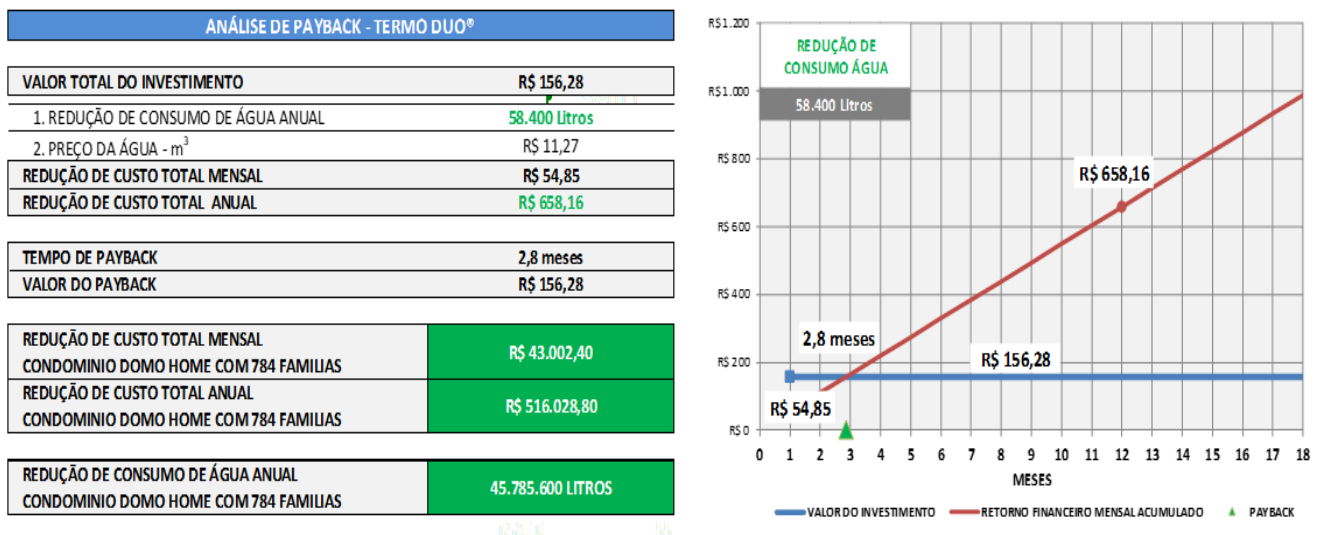 ANÁLISE DE PAYBACK - TERMO DUO®
VALOR TOTAL DO INVESTIMENTO R$ 156,28
1. REDUÇÃO DE CONSUMO DE ÁGUA ANUAL 58.400 Litros
2. PREÇO DA ÁGUA - m³ R$ 11,27
REDUÇÃO DE CUSTO TOTAL MENSAL R$ 54,85
REDUÇÃO DE CUSTO TOTAL ANUAL R$ 658,16
TEMPO DE PAYBACK 2,8 meses
VALOR DO PAYBACK R$ 156,28
REDUÇÃO DE CUSTO TOTAL MENSAL
CONDOMINIO DOMO HOME COM 784 FAMILIAS
R$ 43.002,40
REDUÇÃO DE CUSTO TOTAL ANUAL
CONDOMINIO DOMO HOME COM 784 FAMILIAS
R$ 516.028,80
REDUÇÃO DE CONSUMO DE ÁGUA ANUAL
CONDOMINIO DOMO HOME COM 784 FAMILIAS
45.785.600 LITROS
R$1.200
R$1.000
R$800
R$600
R$400
R$200
R$0
REDUÇÃO DE
CONSUMO ÁGUA
58.400 Litros
R$ 658,16
2,8 meses
R$ 156,28
R$ 54,85
0 1 2 3 4 5 6 7 8 9 10 11 12 13 14 15 16 17 18
MESES
VALOR DO INVESTIMENTO RETORNO FINANCEIRO MENSAL ACUMULADO PAYBACK